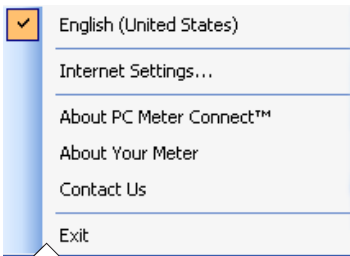 English (United States)
Internet Settings...
About PC Meter Connect™
About Your Meter
Contact Us
Exit